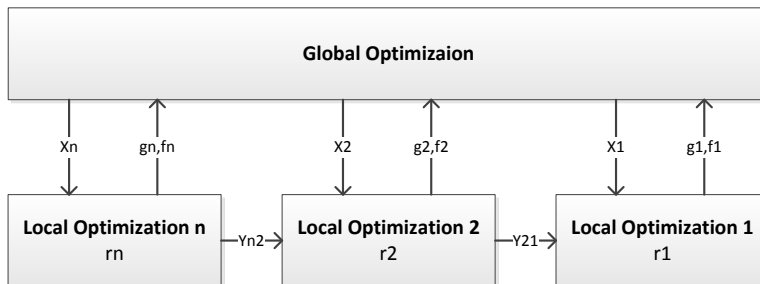 Global Optimizaion
Xn
gn,fn
X2
g2,f2
X1
g1,f1
Local Optimization n
rn
Yn2
Local Optimization 2
r2
Y21
Local Optimization 1
r1